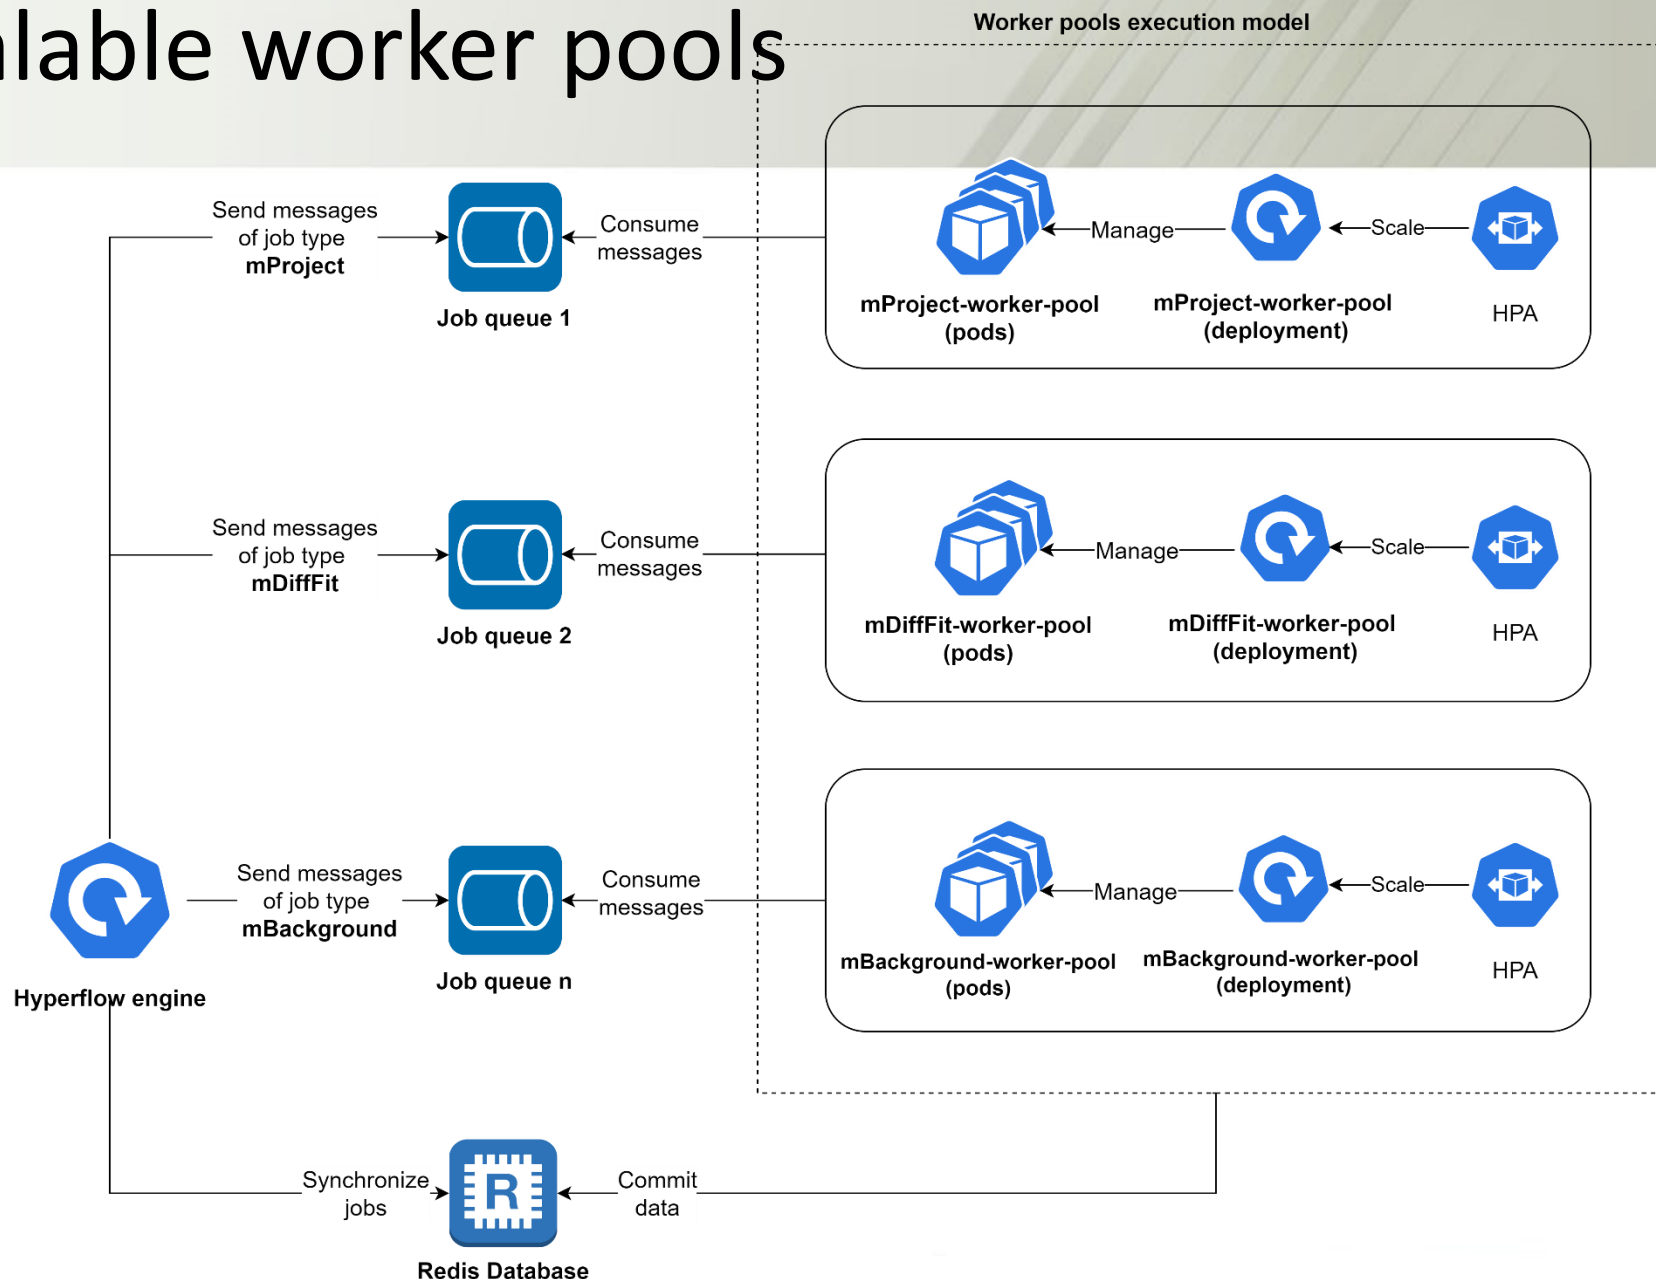 worker pools
Worker pools execution model
Send messages
of job type
mProject
Job queue 1
Consume
messages
Manage
Scale
mProject-worker-pool
(pods)
mProject-worker-pool
(deployment)
HPA
Send messages
of job type
mDiffFit
Job queue 2
Consume
messages
Manage
Scale
mDiffFit-worker-pool
(pods)
mDiffFit-worker-pool
(deployment)
HPA
Hyperflow engine
Send messages
of job type
mBackground
Job queue n
Consume
messages
Manage
Scale
mBackground-worker-pool
(pods)
mBackground-worker-pool
(deployment)
HPA
Synchronize
jobs
R
Commit
data
Redis Database